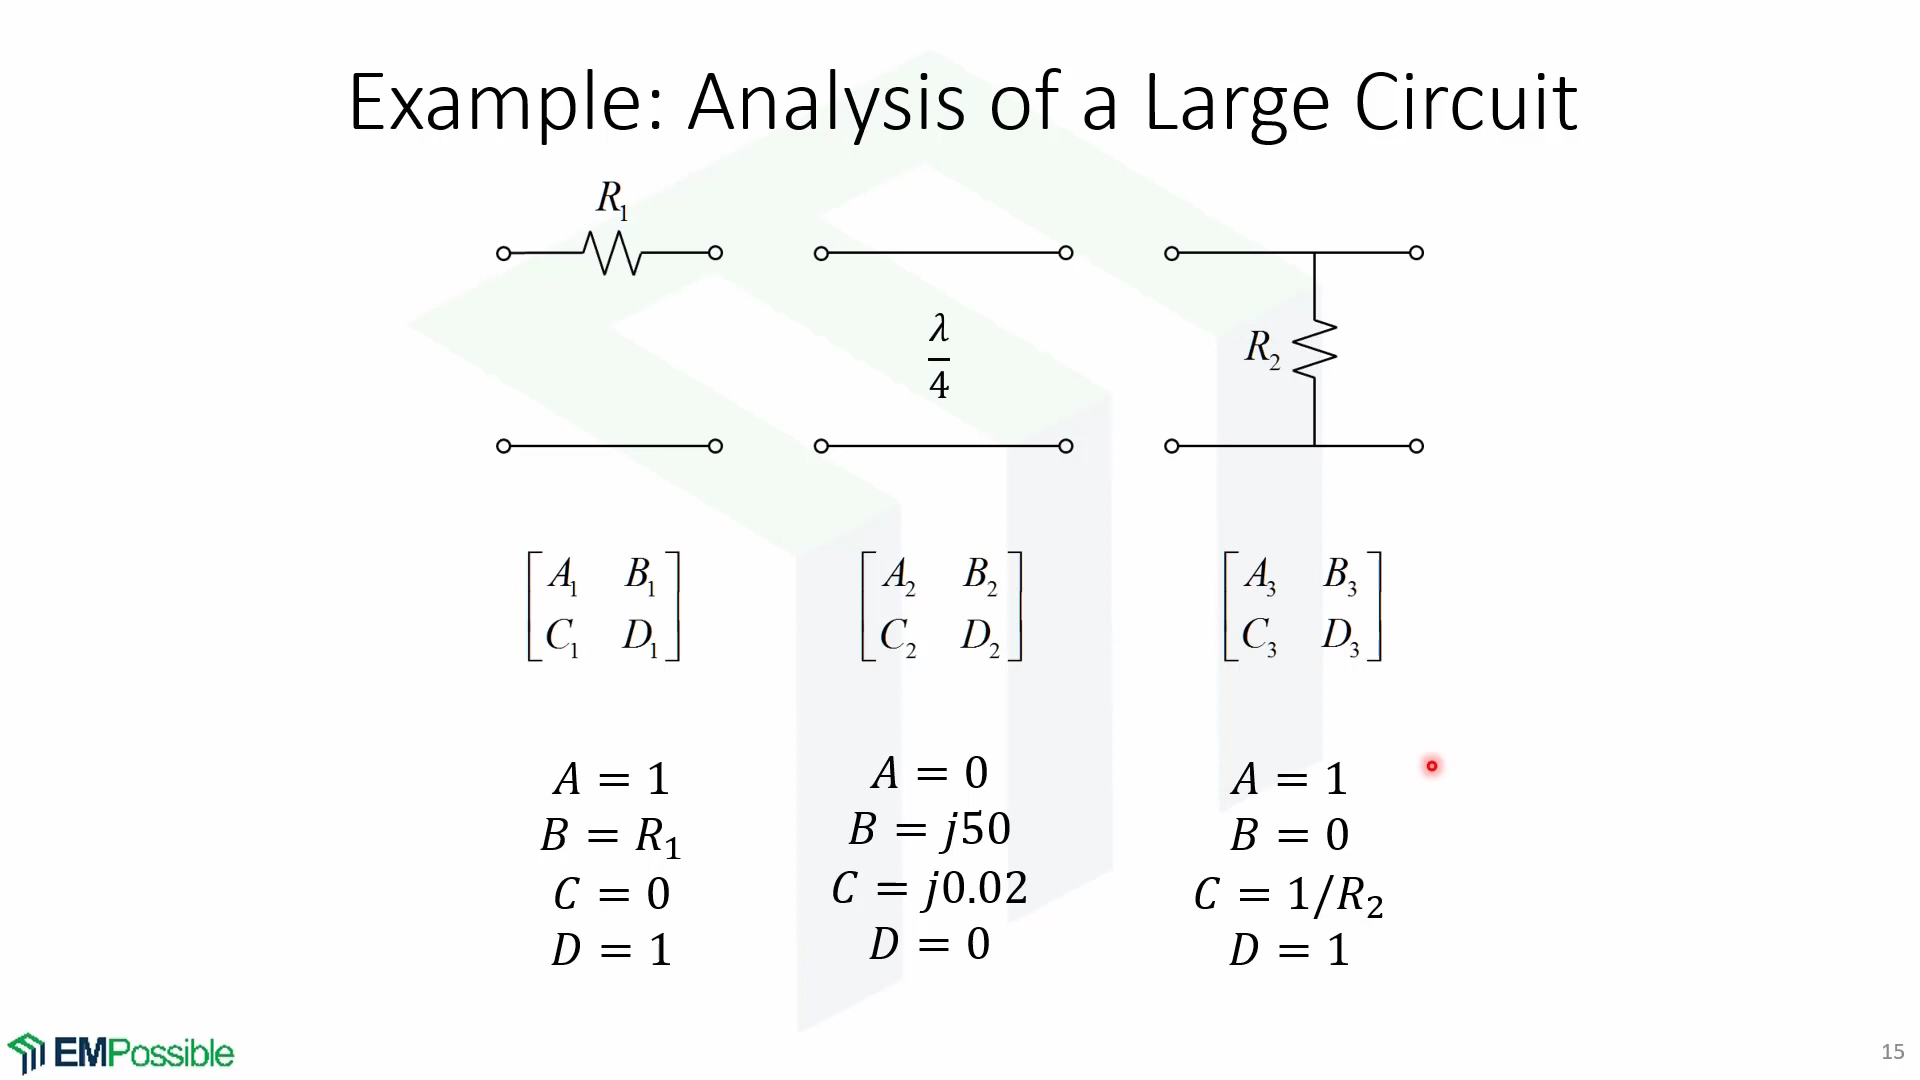 Example: Analysis of a Large Circuit
R₁
λ/4
R₂
[A₁ B₁
C₁ D₁]
[A₂ B₂
C₂ D₂]
[A₃ B₃
C₃ D₃]
A = 1
B = R₁
C = 0
D = 1
A = 0
B = j50
C = j0.02
D = 0
A = 1
B = 0
C = 1/R₂
D = 1
EMPossible
15